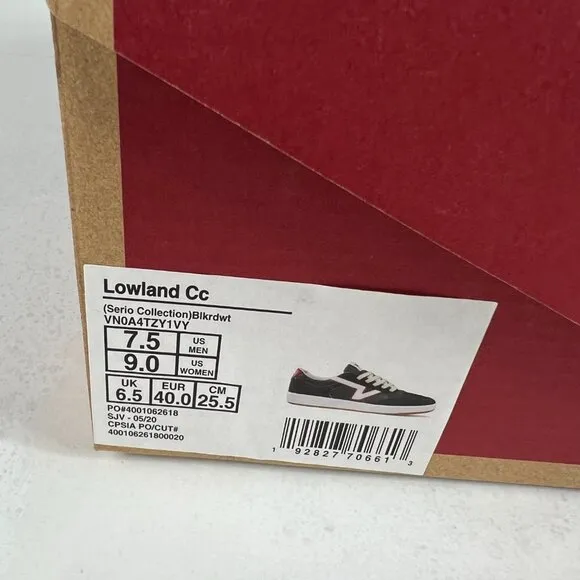 Lowland Cc
(Serio Collection)Blkrdwt
VN0A4TZY1VY
7.5 US MEN
9.0 US WOMEN
UK EUR CM
6.5 40.0 25.5
PO#4001062618
SJV - 05/20
CPSIA PO/CUT#
400106261800020
1 92827 70661 3